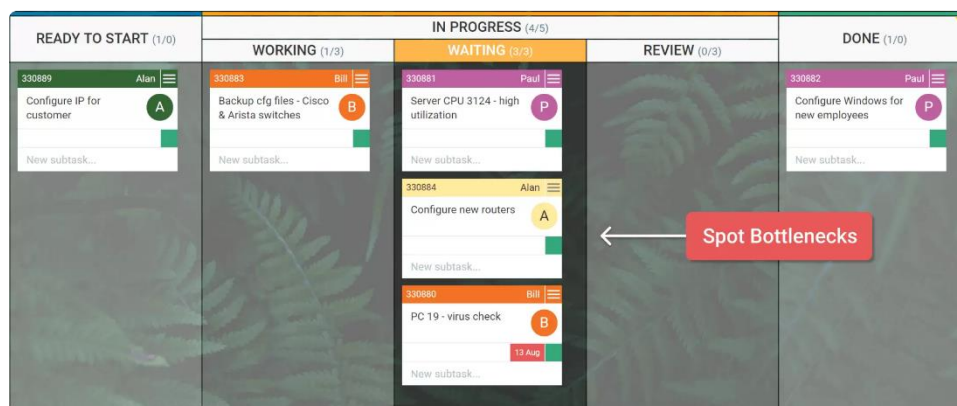 READY TO START (1/0)
IN PROGRESS (4/5)
WORKING (1/3)
WAITING (3/3)
REVIEW (0/3)
DONE (1/0)
330889 Alan
Configure IP for
customer
A
New subtask...
330883 Bill
Backup cfg files - Cisco
& Arista switches
B
New subtask...
330881 Paul
Server CPU 3124 - high
utilization
P
New subtask...
330884 Alan
Configure new routers
A
New subtask...
330880 Bill
PC 19 - virus check
B
13 Aug
New subtask...
Spot Bottlenecks
330882 Paul
Configure Windows for
new employees
P
New subtask...